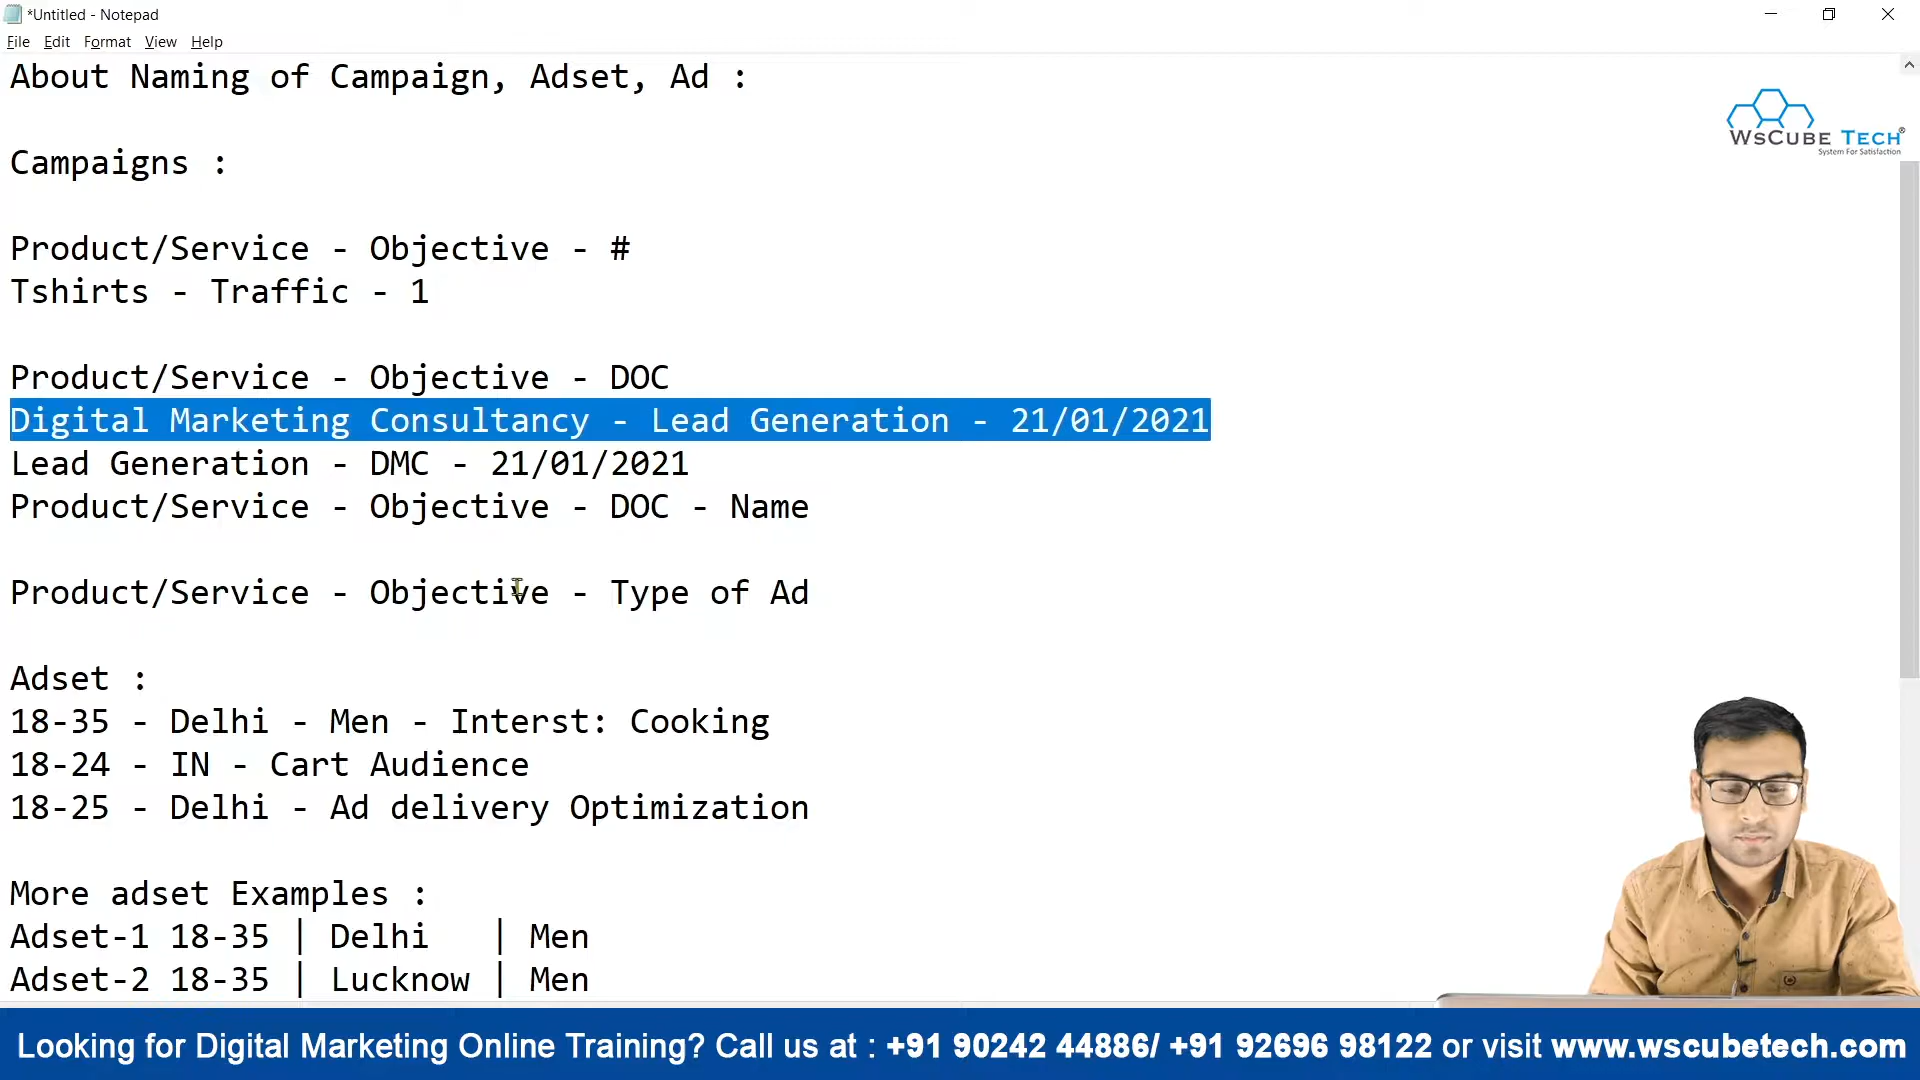 *Untitled - Notepad
File Edit Format View Help
About Naming of Campaign, Adset, Ad :
Campaigns :
Product/Service - Objective - #
Tshirts - Traffic - 1
Product/Service - Objective - DOC
Digital Marketing Consultancy - Lead Generation - 21/01/2021
Lead Generation - DMC - 21/01/2021
Product/Service - Objective - DOC - Name
Product/Service - Objective - Type of Ad
Adset :
18-35 - Delhi - Men - Interst: Cooking
18-24 - IN - Cart Audience
18-25 - Delhi - Ad delivery Optimization
More adset Examples :
Adset-1 18-35 | Delhi | Men
Adset-2 18-35 | Lucknow | Men
WsCube Tech®
System For Satisfaction
Looking for Digital Marketing Online Training? Call us at : +91 90242 44886/ +91 92696 98122 or visit www.wscubetech.com